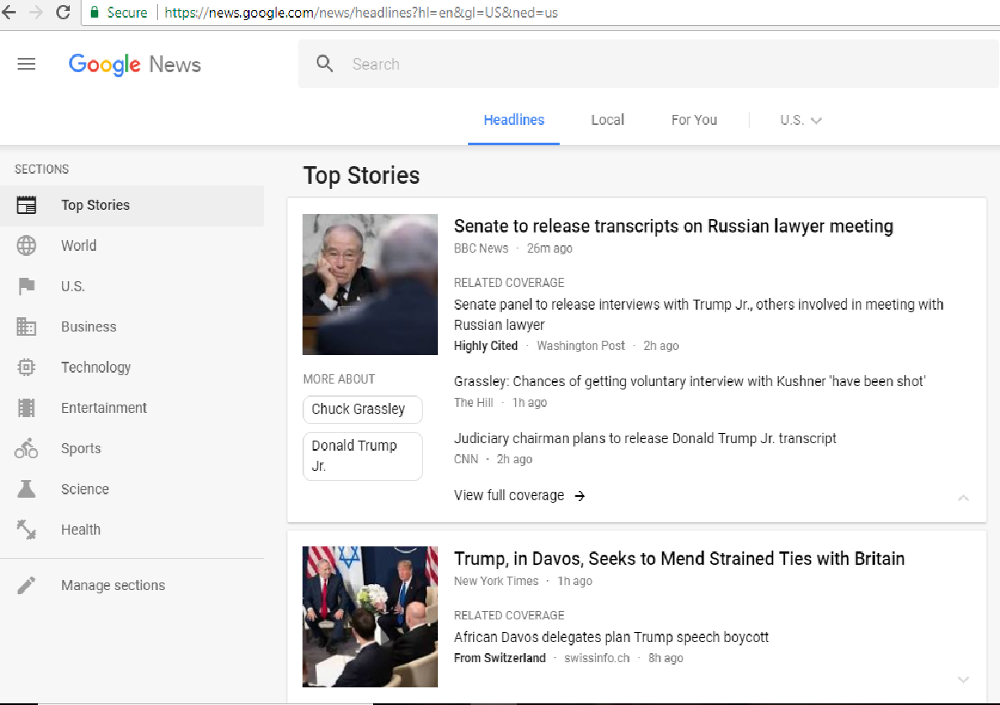 Secure https://news.google.com/news/headlines?hl=en&gl=US&ned=us
Google News
Search
Headlines Local For You U.S.
SECTIONS
Top Stories
World
U.S.
Business
Technology
Entertainment
Sports
Science
Health
Manage sections
Top Stories
Senate to release transcripts on Russian lawyer meeting
BBC News · 26m ago
RELATED COVERAGE
Senate panel to release interviews with Trump Jr., others involved in meeting with
Russian lawyer
Highly Cited · Washington Post · 2h ago
Grassley: Chances of getting voluntary interview with Kushner 'have been shot'
The Hill · 1h ago
Judiciary chairman plans to release Donald Trump Jr. transcript
CNN · 2h ago
View full coverage →
MORE ABOUT
Chuck Grassley
Donald Trump
Jr.
Trump, in Davos, Seeks to Mend Strained Ties with Britain
New York Times · 1h ago
RELATED COVERAGE
African Davos delegates plan Trump speech boycott
From Switzerland · swissinfo.ch · 8h ago